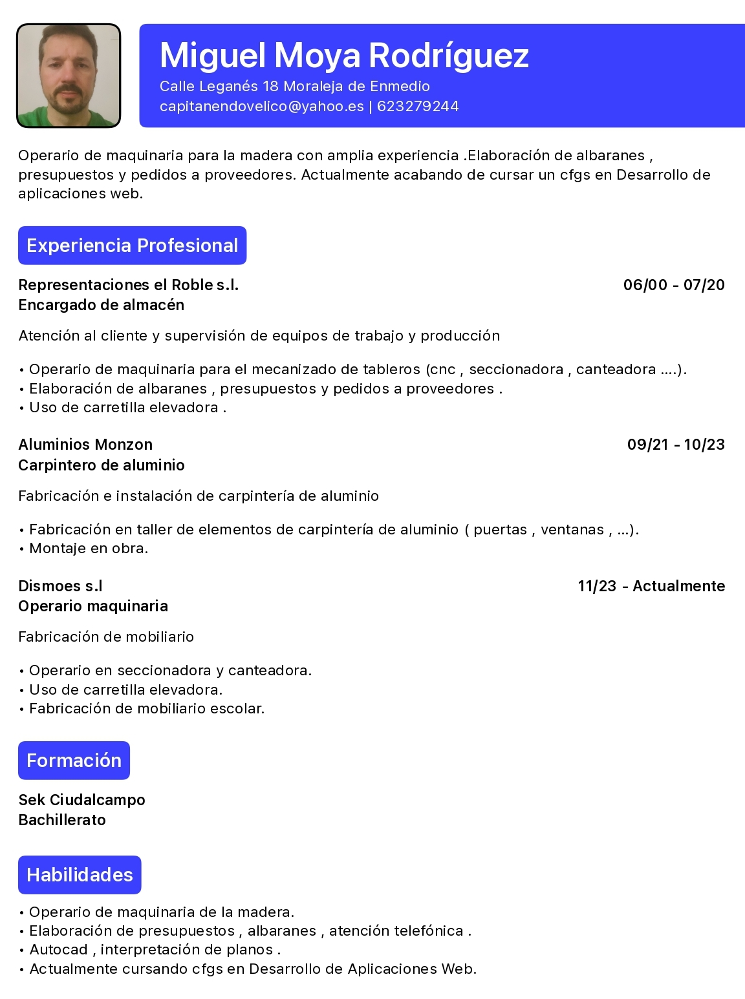 Miguel Moya Rodríguez
Calle Leganés 18 Moraleja de Enmedio
capitanendovelico@yahoo.es | 623279244
Operario de maquinaria para la madera con amplia experiencia .Elaboración de albaranes ,
presupuestos y pedidos a proveedores. Actualmente acabando de cursar un cfgs en Desarrollo de
aplicaciones web.
Experiencia Profesional
Representaciones el Roble s.l. 06/00 - 07/20
Encargado de almacén
Atención al cliente y supervisión de equipos de trabajo y producción
• Operario de maquinaria para el mecanizado de tableros (cnc , seccionadora , canteadora ....).
• Elaboración de albaranes , presupuestos y pedidos a proveedores .
• Uso de carretilla elevadora .
Aluminios Monzon 09/21 - 10/23
Carpintero de aluminio
Fabricación e instalación de carpintería de aluminio
• Fabricación en taller de elementos de carpintería de aluminio ( puertas , ventanas , ...).
• Montaje en obra.
Dismoes s.l 11/23 - Actualmente
Operario maquinaria
Fabricación de mobiliario
• Operario en seccionadora y canteadora.
• Uso de carretilla elevadora.
• Fabricación de mobiliario escolar.
Formación
Sek Ciudalcampo
Bachillerato
Habilidades
• Operario de maquinaria de la madera.
• Elaboración de presupuestos , albaranes , atención telefónica .
• Autocad , interpretación de planos .
• Actualmente cursando cfgs en Desarrollo de Aplicaciones Web.